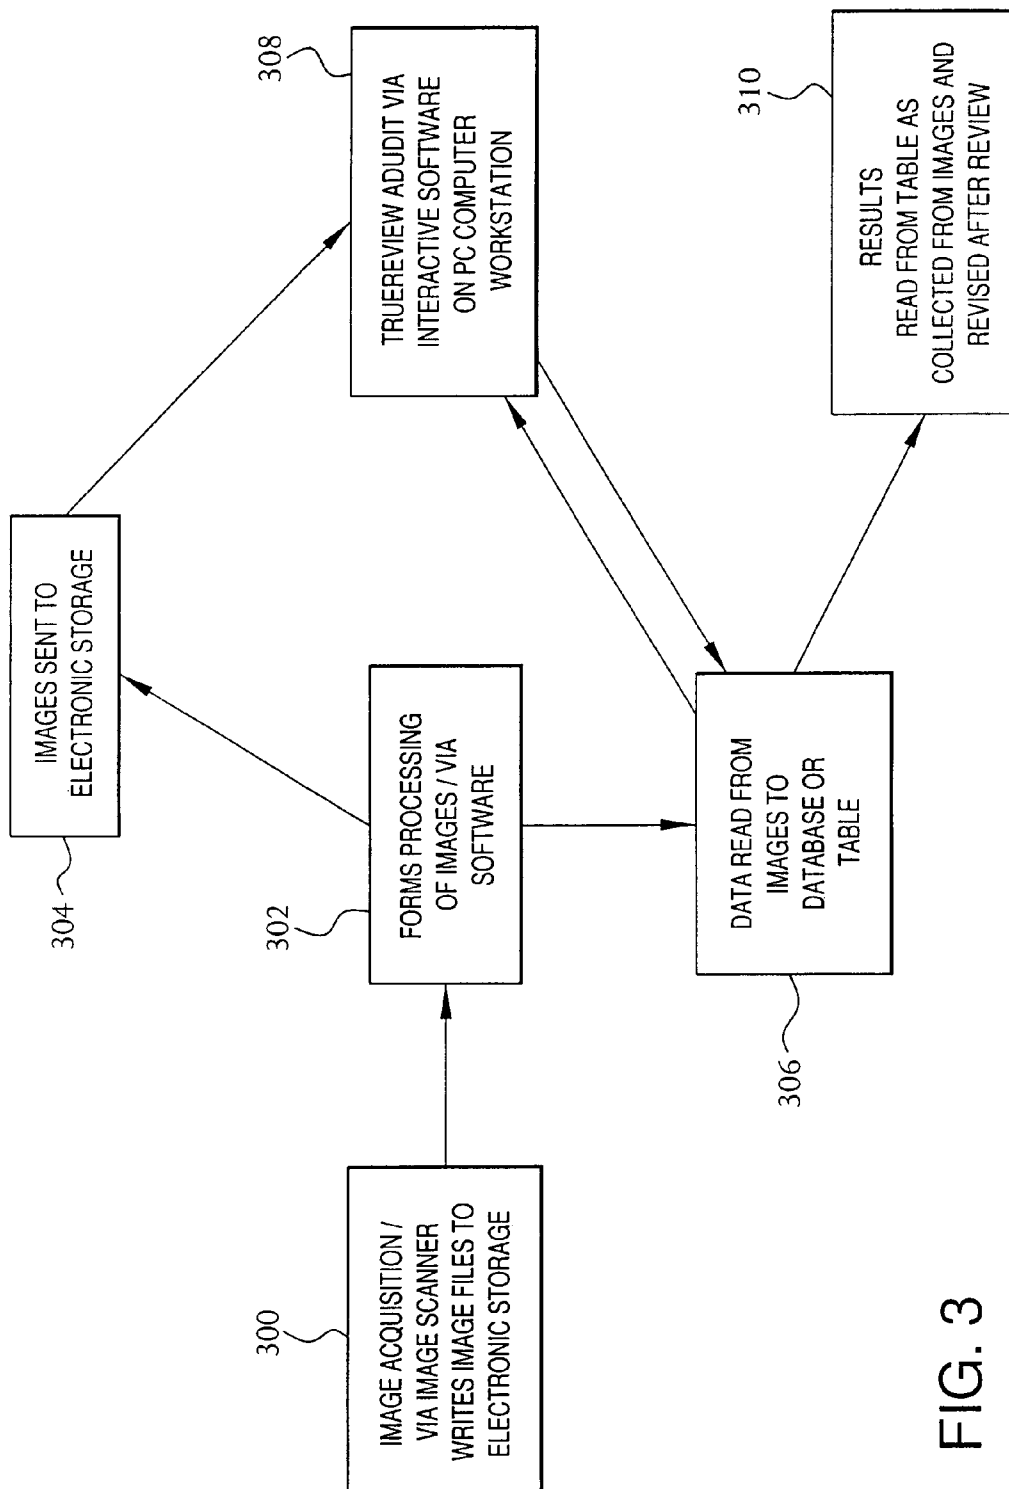 300
IMAGE ACQUISITION /
VIA IMAGE SCANNER
WRITES IMAGE FILES TO
ELECTRONIC STORAGE
302
FORMS PROCESSING
OF IMAGES / VIA
SOFTWARE
304
IMAGES SENT TO
ELECTRONIC STORAGE
306
DATA READ FROM
IMAGES TO
DATABASE OR
TABLE
308
TRUEREVIEW ADUDIT VIA
INTERACTIVE SOFTWARE
ON PC COMPUTER
WORKSTATION
310
RESULTS
READ FROM TABLE AS
COLLECTED FROM IMAGES AND
REVISED AFTER REVIEW
FIG. 3